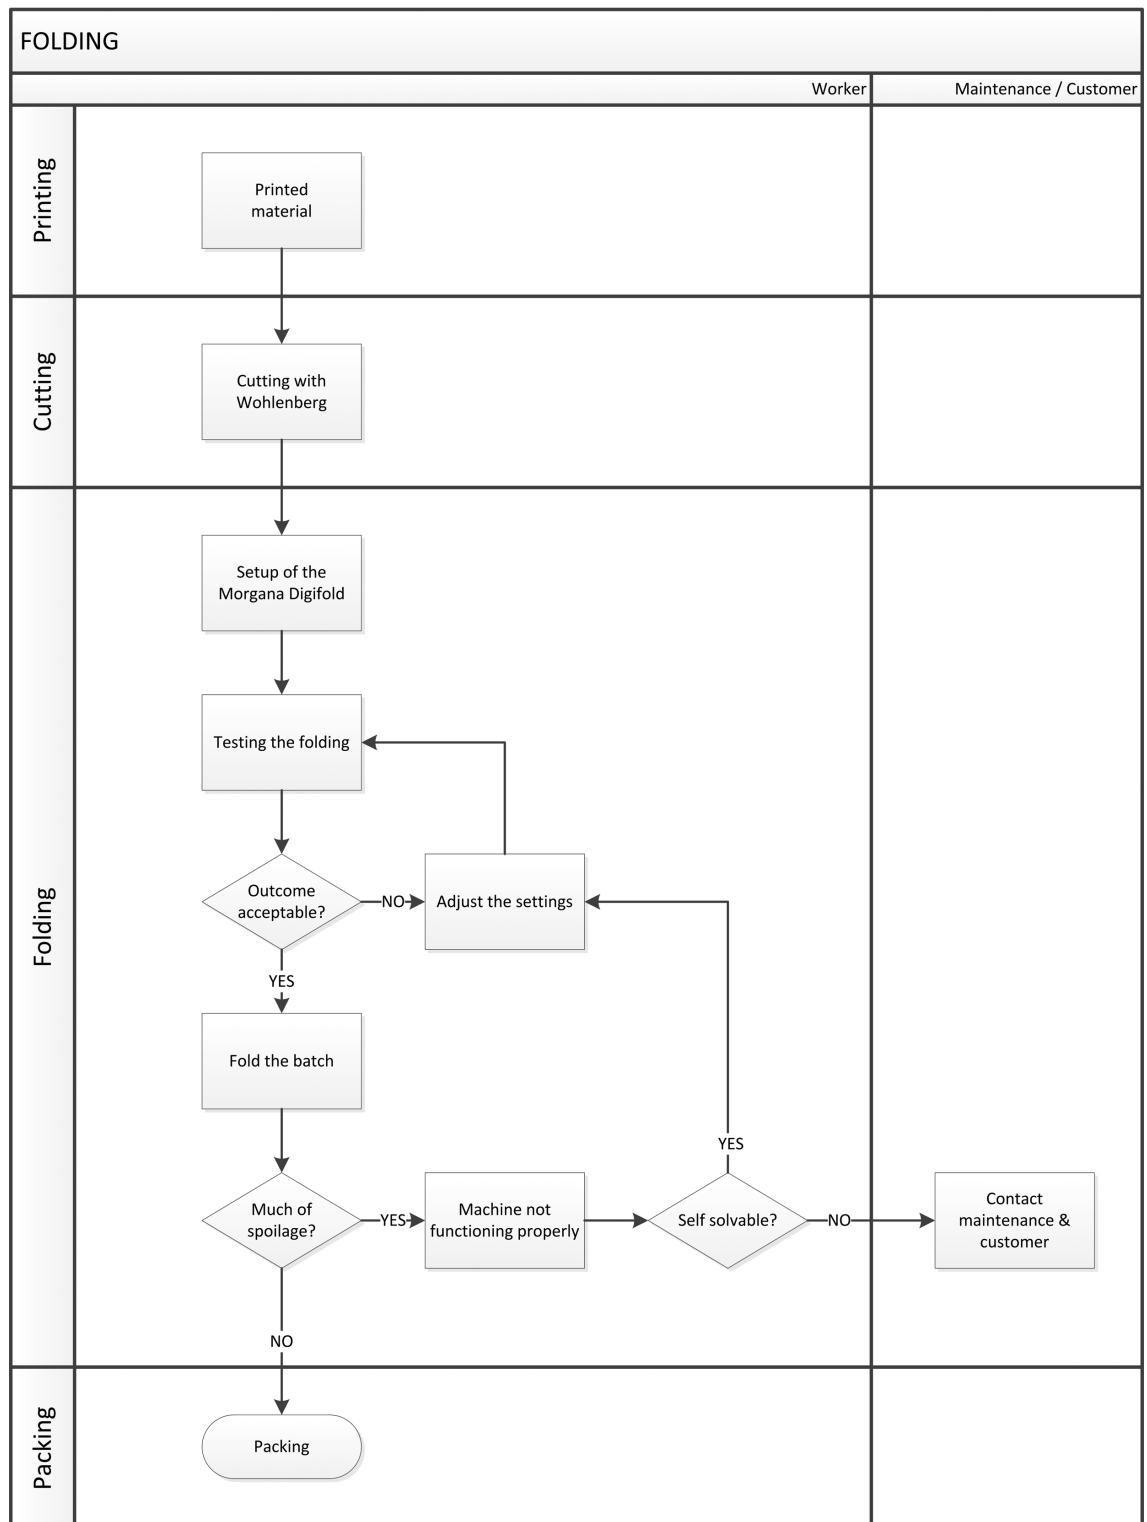 FOLDING
Worker
Maintenance / Customer
Printing
Printed
material
Cutting
Cutting with
Wohlenberg
Folding
Setup of the
Morgana Digifold
Testing the folding
Outcome
acceptable?
NO
Adjust the settings
YES
Fold the batch
YES
Much of
spoilage?
YES
Machine not
functioning properly
Self solvable?
NO
Contact
maintenance &
customer
NO
Packing
Packing